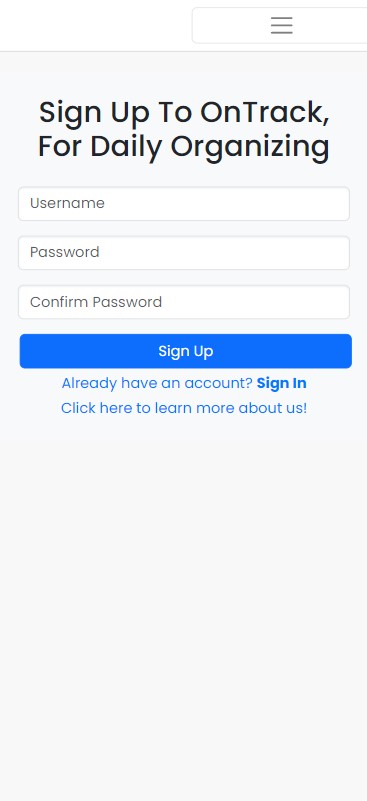 Sign Up To OnTrack,
For Daily Organizing
Username
Password
Confirm Password
Sign Up
Already have an account? Sign In
Click here to learn more about us!